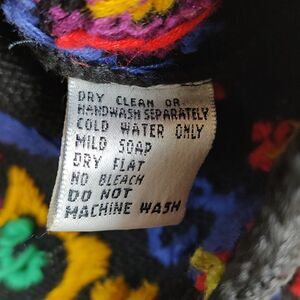 DRY CLEAN OR
HANDWASH SEPARATELY
COLD WATER ONLY
MILD SOAP
DRY FLAT
NO BLEACH
DO NOT
MACHINE WASH